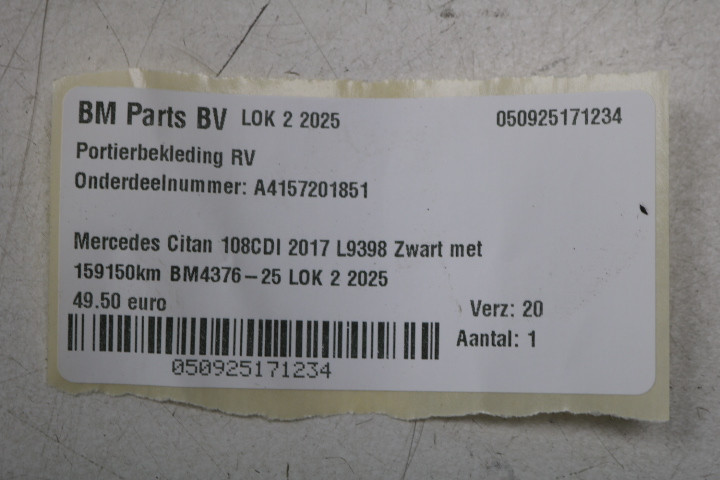 BM Parts BV LOK 2 2025 050925171234
Portierbekleding RV
Onderdeelnummer: A4157201851
Mercedes Citan 108CDI 2017 L9398 Zwart met
159150km BM4376-25 LOK 2 2025
49.50 euro Verz: 20
Aantal: 1
050925171234